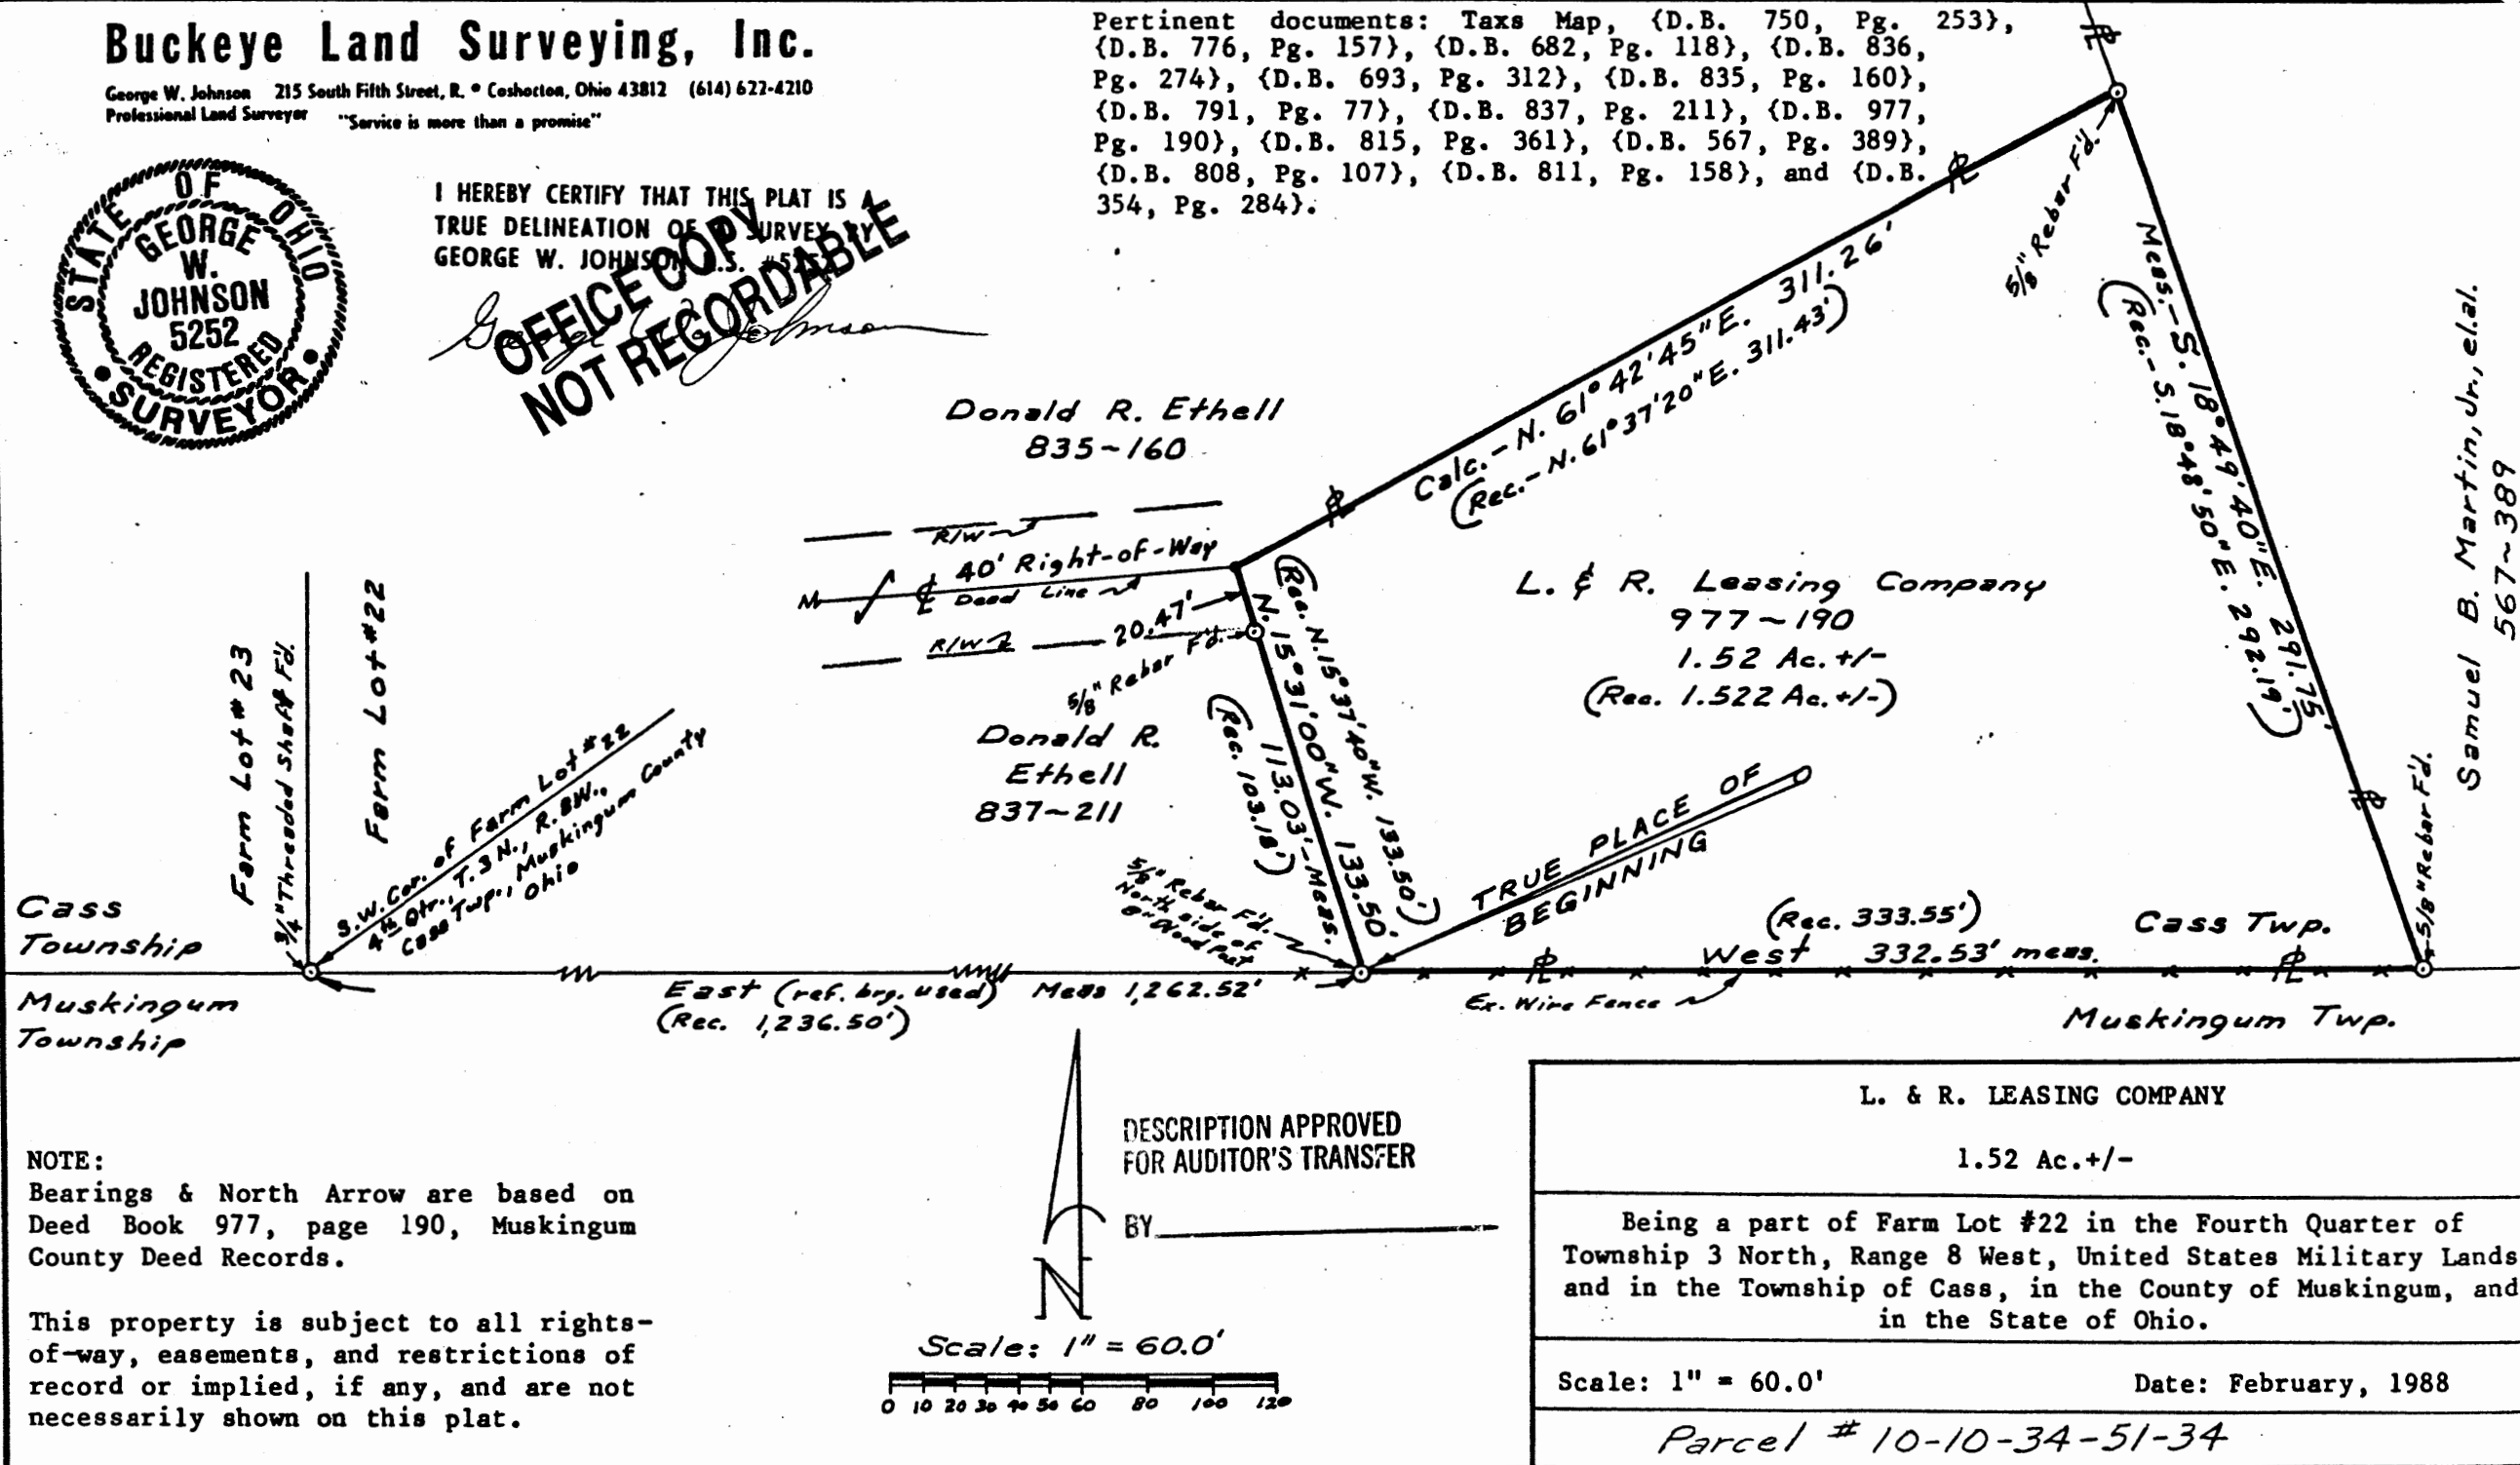 Buckeye Land Surveying, Inc.
George W. Johnson 215 South Fifth Street, R. • Coshocton, Ohio 43812 (614) 622-4210
Professional Land Surveyor "Service is more than a promise"
STATE OF OHIO
GEORGE
W.
JOHNSON
5252
REGISTERED
SURVEYOR
I HEREBY CERTIFY THAT THIS PLAT IS A
TRUE DELINEATION OF A SURVEY BY
GEORGE W. JOHNSON
George W. Johnson
OFFICE COPY
NOT RECORDABLE
Pertinent documents: Taxs Map, {D.B. 750, Pg. 253},
{D.B. 776, Pg. 157}, {D.B. 682, Pg. 118}, {D.B. 836,
Pg. 274}, {D.B. 693, Pg. 312}, {D.B. 835, Pg. 160},
{D.B. 791, Pg. 77}, {D.B. 837, Pg. 211}, {D.B. 977,
Pg. 190}, {D.B. 815, Pg. 361}, {D.B. 567, Pg. 389},
{D.B. 808, Pg. 107}, {D.B. 811, Pg. 158}, and {D.B.
354, Pg. 284}.
5/8" Rebar F'd.
Calc.- N. 61° 42' 45" E. 311.26'
(Rec.- N. 61° 37' 20" E. 311.43')
Meas.- S. 18° 49' 40" E. 291.75'
(Rec.- S. 18° 48' 50" E. 292.19')
Samuel B. Martin, Jr., et.al.
567~389
Donald R. Ethell
835~160
R/W
40' Right-of-Way
Deed Line
R/W
20.47'
5/8" Rebar F'd.
L. & R. Leasing Company
977~190
1.52 Ac. +/-
(Rec. 1.522 Ac. +/-)
(Rec. N. 15° 37' 40" W. 133.50')
N. 15° 31' 00" W. 133.50'
113.03'-Meas.
(Rec. 103.18')
Donald R.
Ethell
837~211
Farm Lot #23
3/4" Threaded Shaft F'd.
Farm Lot #22
S.W. Cor. of Farm Lot #22
4th Qtr., T. 3 N., R. 8W.,
Cass Twp., Muskingum County
Ohio
5/8" Rebar F'd.
North side of
8" Wood Post
TRUE PLACE OF
BEGINNING
5/8" Rebar F'd.
Cass
Township
Muskingum
Township
East (ref. brg. used) Meas 1,262.52'
(Rec. 1,236.50')
(Rec. 333.55')
West 332.53' meas.
Ex. Wire Fence
Cass Twp.
Muskingum Twp.
NOTE:
Bearings & North Arrow are based on
Deed Book 977, page 190, Muskingum
County Deed Records.
This property is subject to all rights-
of-way, easements, and restrictions of
record or implied, if any, and are not
necessarily shown on this plat.
N
Scale: 1" = 60.0'
0 10 20 30 40 50 60 80 100 120
DESCRIPTION APPROVED
FOR AUDITOR'S TRANSFER
BY
L. & R. LEASING COMPANY
1.52 Ac.+/-
Being a part of Farm Lot #22 in the Fourth Quarter of
Township 3 North, Range 8 West, United States Military Lands
and in the Township of Cass, in the County of Muskingum, and
in the State of Ohio.
Scale: 1" = 60.0' Date: February, 1988
Parcel # 10-10-34-51-34